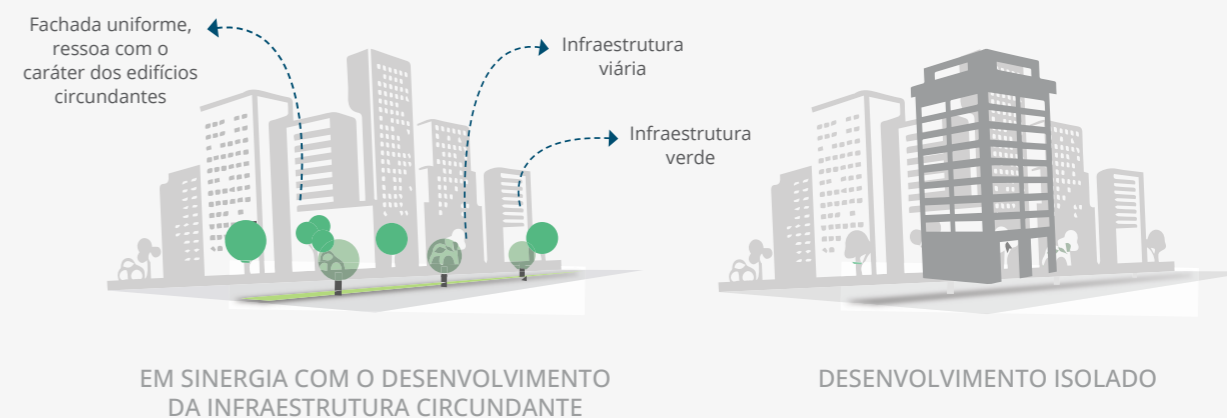 Fachada uniforme,
ressoa com o
caráter dos edifícios
circundantes
Infraestrutura
viária
Infraestrutura
verde
EM SINERGIA COM O DESENVOLVIMENTO
DA INFRAESTRUTURA CIRCUNDANTE
DESENVOLVIMENTO ISOLADO